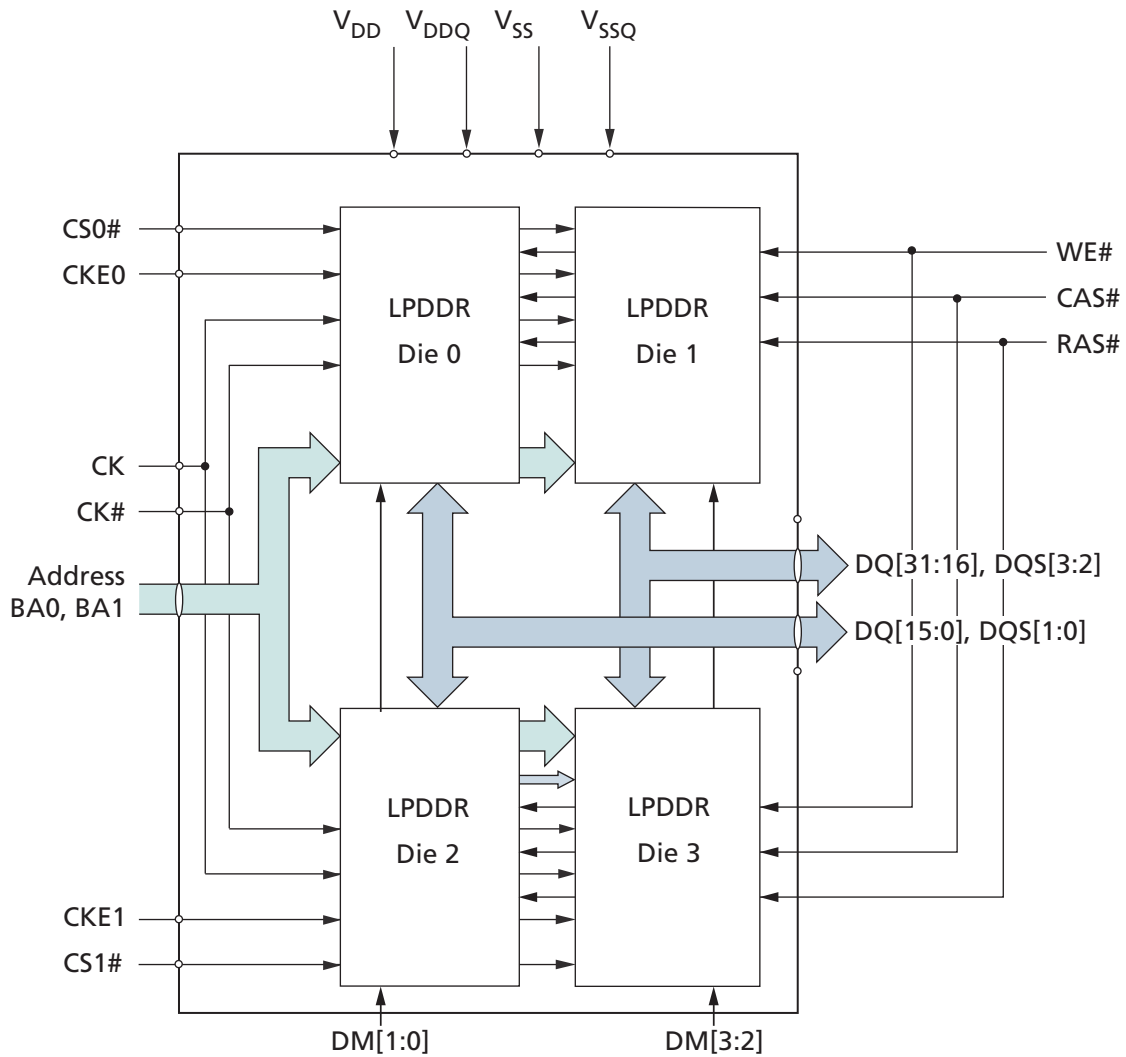 VDD VDDQ VSS VSSQ
CS0#
CKE0
CK
CK#
Address
BA0, BA1
CKE1
CS1#
LPDDR
Die 0
LPDDR
Die 1
LPDDR
Die 2
LPDDR
Die 3
WE#
CAS#
RAS#
DQ[31:16], DQS[3:2]
DQ[15:0], DQS[1:0]
DM[1:0]
DM[3:2]